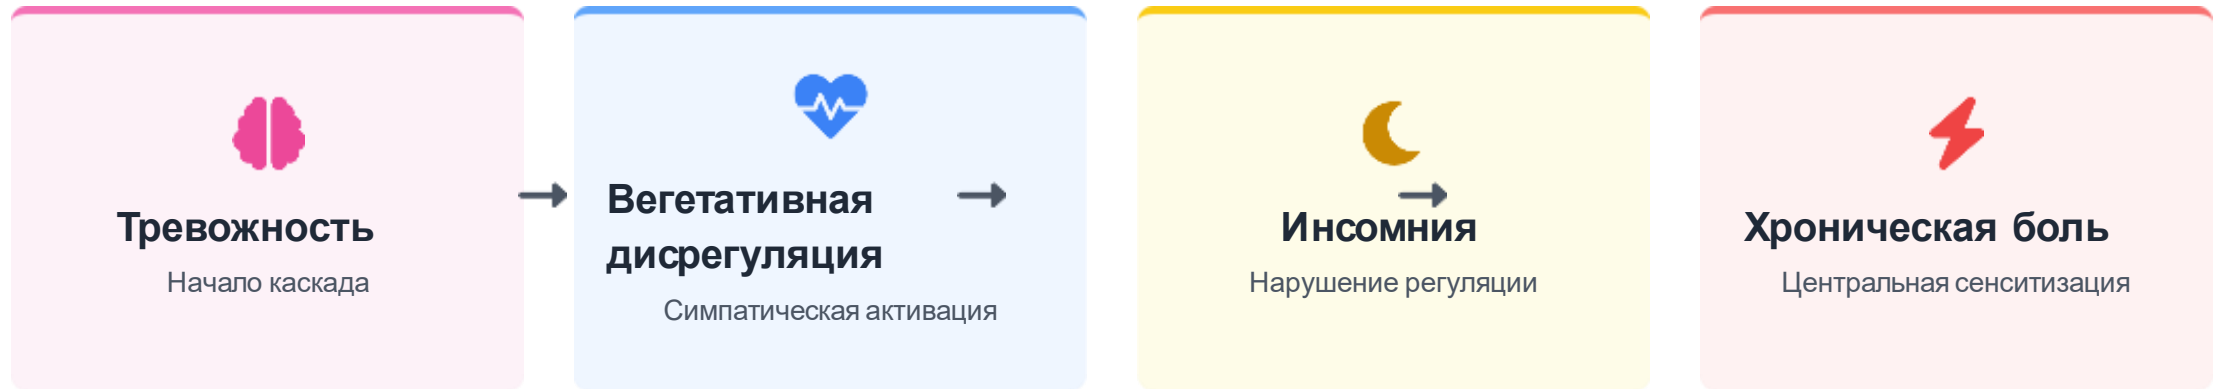 Тревожность
Начало каскада
Вегетативная
дисрегуляция
Симпатическая активация
Инсомния
Нарушение регуляции
Хроническая боль
Центральная сенситизация